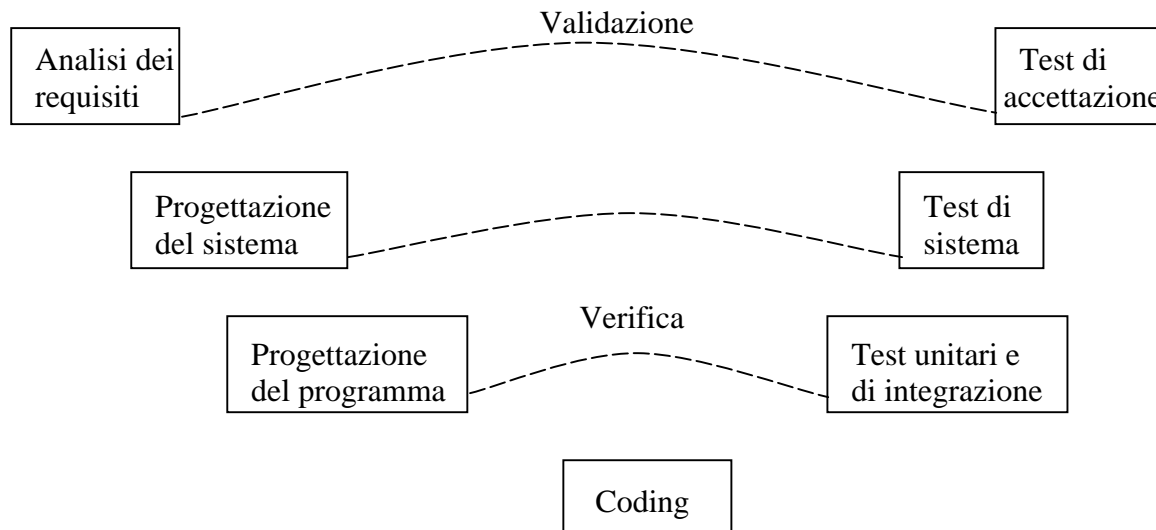 Validazione
Analisi dei
requisiti
Test di
accettazione
Progettazione
del sistema
Test di
sistema
Verifica
Progettazione
del programma
Test unitari e
di integrazione
Coding